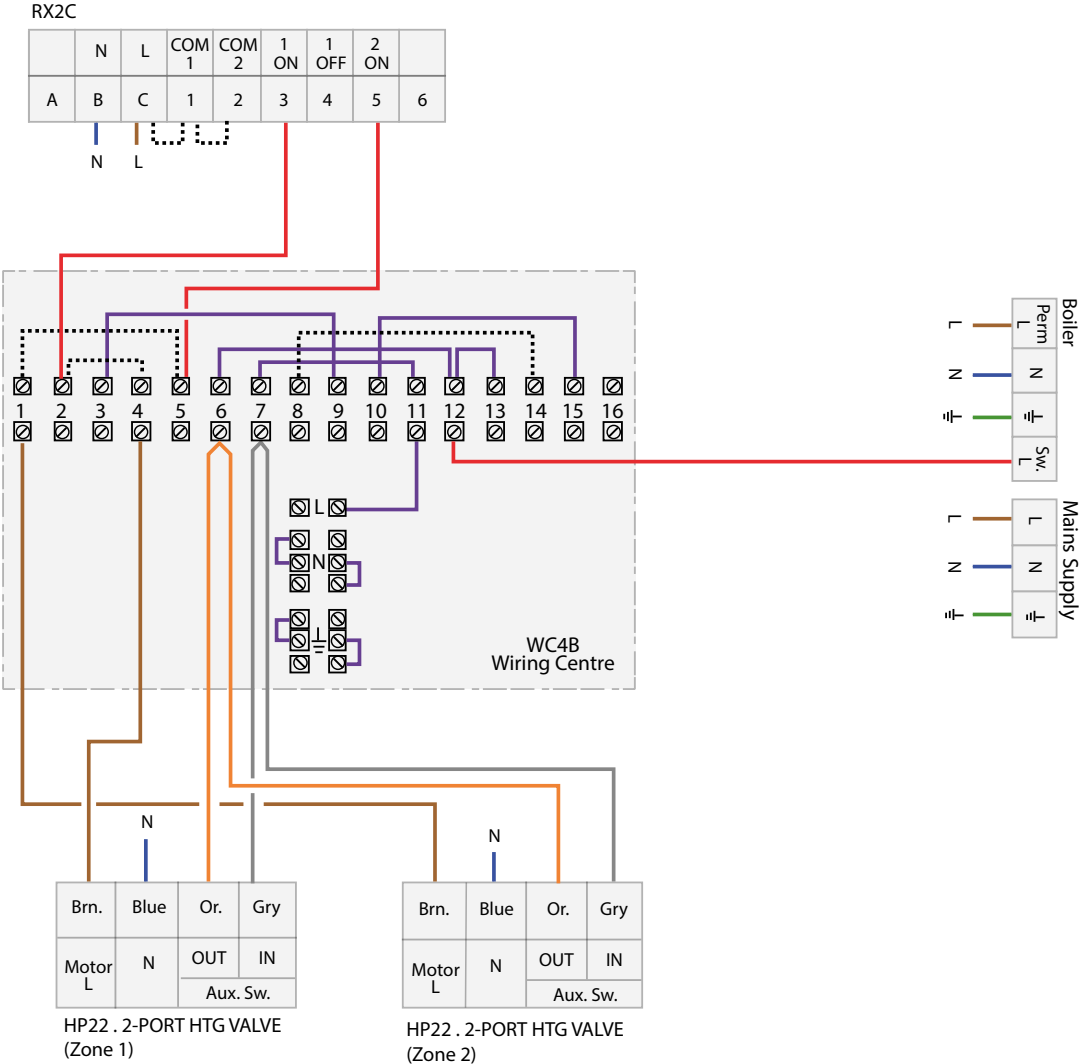 RX2C
N L COM 1 COM 2 1 ON 1 OFF 2 ON
A B C 1 2 3 4 5 6
N L
1 2 3 4 5 6 7 8 9 10 11 12 13 14 15 16
L
N
WC4B
Wiring Centre
Boiler
L Perm L
N N
Sw. L
Mains Supply
L L
N N
N
N
Brn. Blue Or. Gry
Motor L N OUT IN
Aux. Sw.
HP22 . 2-PORT HTG VALVE
(Zone 1)
Brn. Blue Or. Gry
Motor L N OUT IN
Aux. Sw.
HP22 . 2-PORT HTG VALVE
(Zone 2)